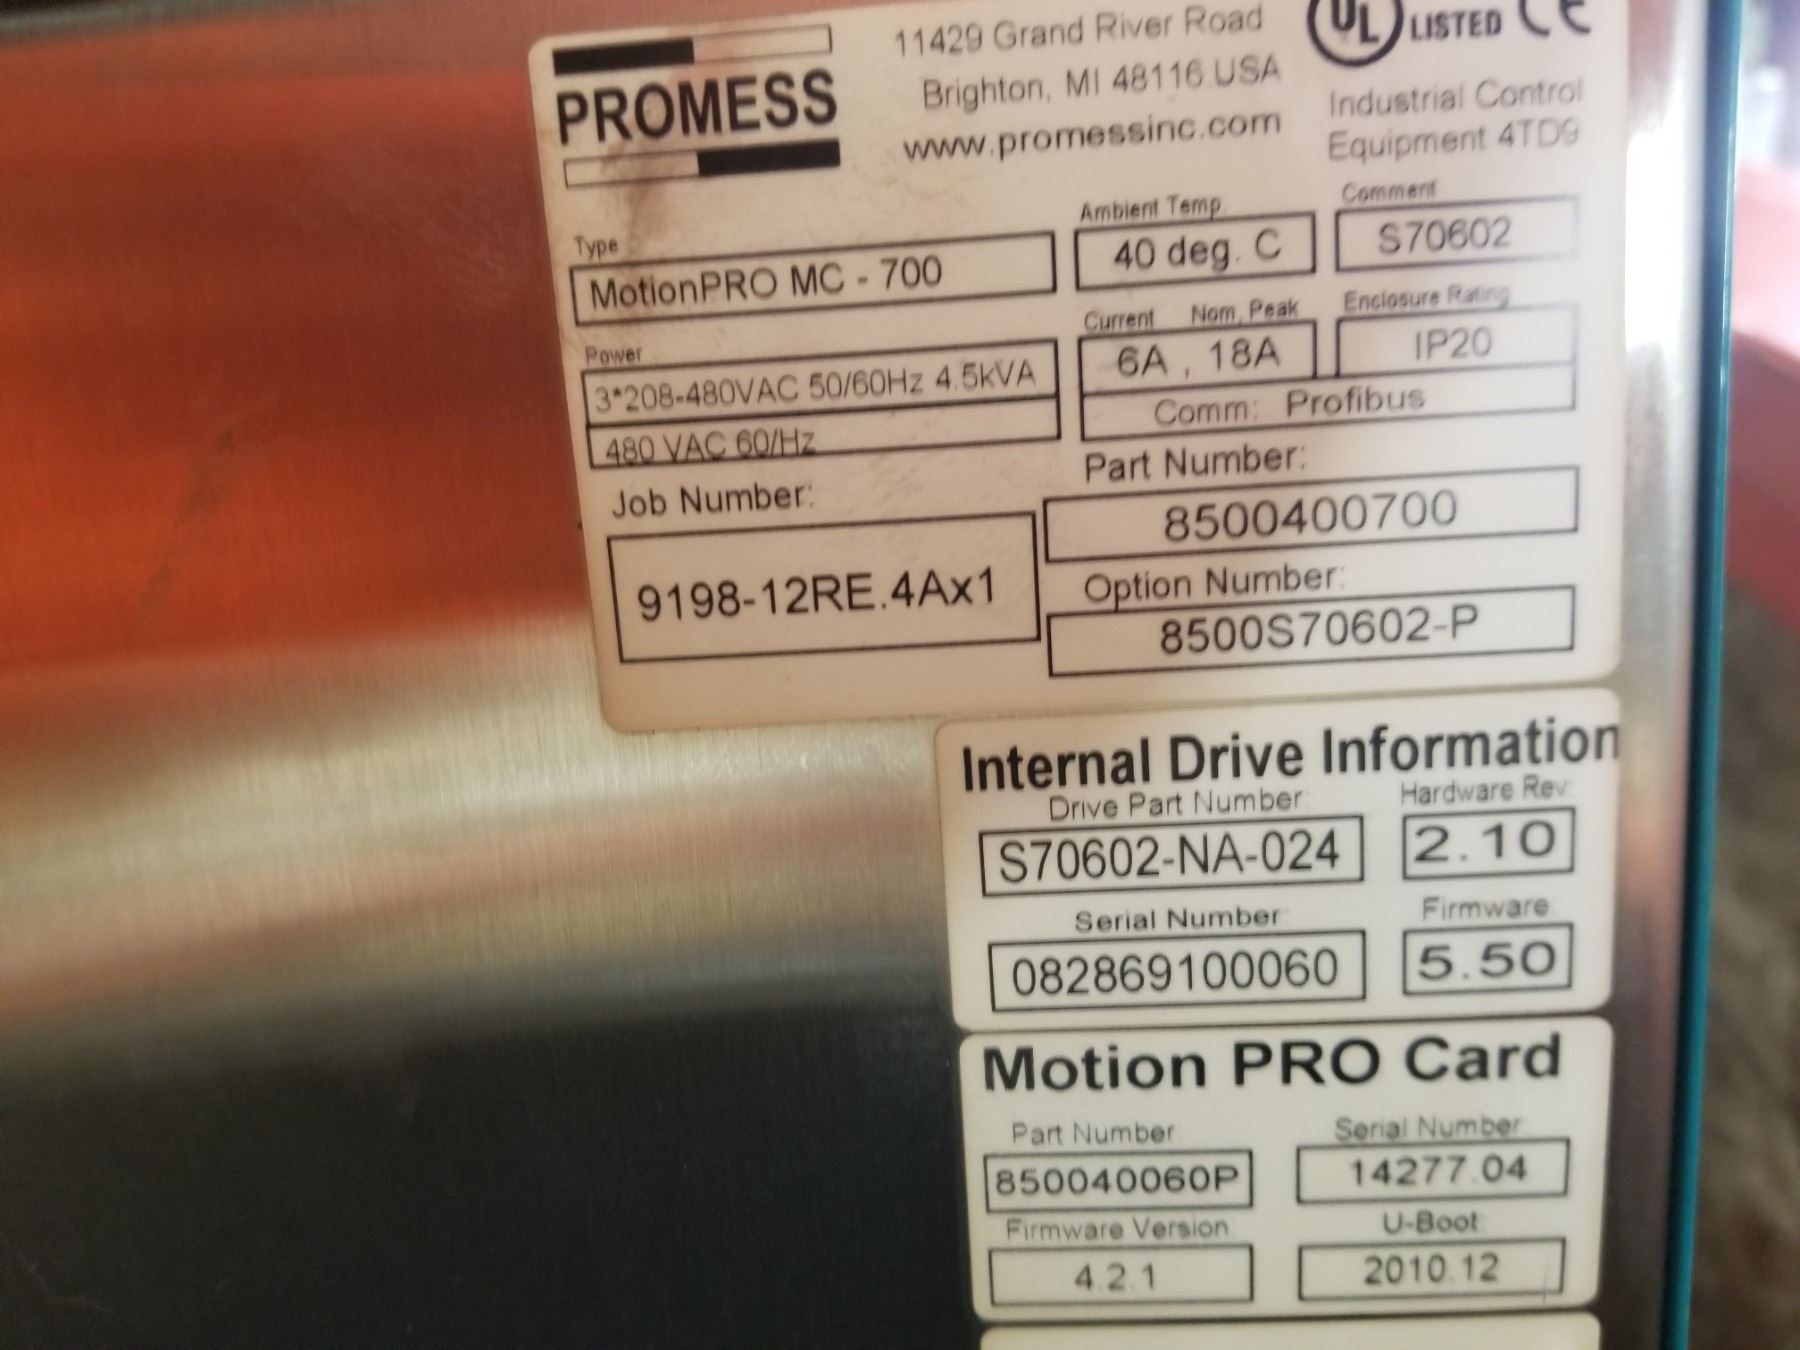 PROMESS
11429 Grand River Road
Brighton, MI 48116 USA
www.promessinc.com
UL LISTED CE
Industrial Control
Equipment 4TD9
Type
MotionPRO MC - 700
Ambient Temp.
40 deg. C
Comment
S70602
Power
3*208-480VAC 50/60Hz 4.5kVA
480 VAC 60/Hz
Current Nom, Peak
6A , 18A
Enclosure Rating
IP20
Comm: Profibus
Job Number:
9198-12RE.4Ax1
Part Number:
8500400700
Option Number:
8500S70602-P
Internal Drive Information
Drive Part Number:
S70602-NA-024
Hardware Rev:
2.10
Serial Number
082869100060
Firmware
5.50
Motion PRO Card
Part Number
850040060P
Serial Number
14277.04
Firmware Version
4.2.1
U-Boot
2010.12